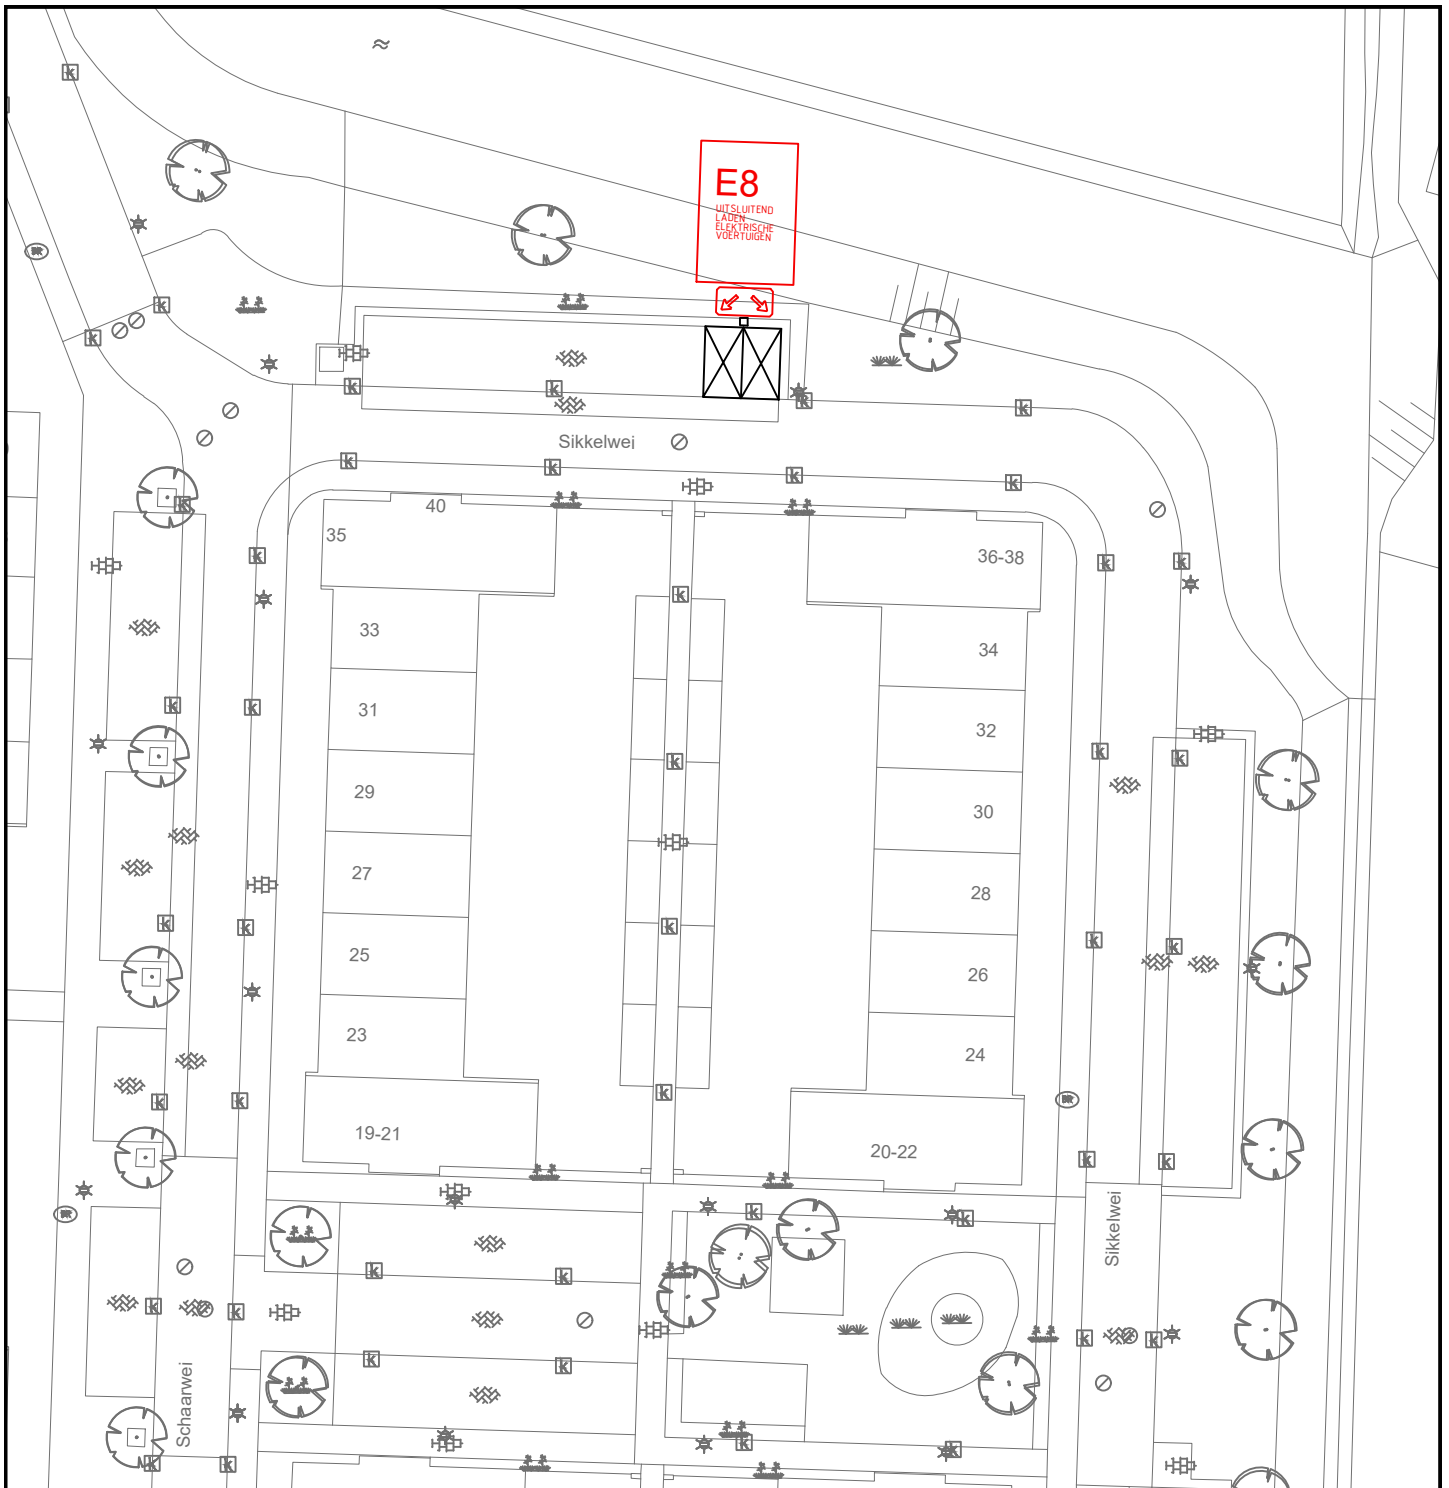 E8
UITSLUITEND
LADEN
ELEKTRISCHE
VOERTUIGEN
Sikkelwei
40
35
36-38
33
34
31
32
29
30
27
28
25
26
23
24
19-21
20-22
Sikkelwei
Schaarwei